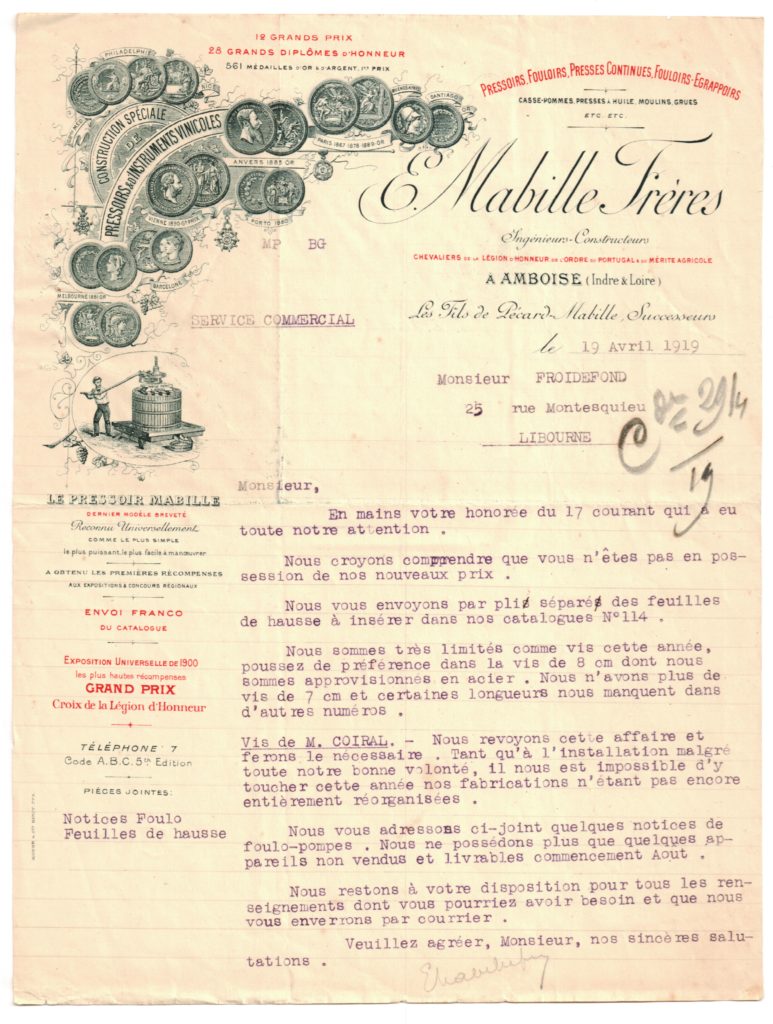 12 GRANDS PRIX
28 GRANDS DIPLÔMES D'HONNEUR
561 MÉDAILLES D'OR & D'ARGENT, 1ers PRIX
PHILADELPHIE
CONSTRUCTION SPÉCIALE
DE
PRESSOIRS & D'INSTRUMENTS VINICOLES
PARIS 1867 1878-1889-OR
SANTIAGO
ANVERS 1885 OR
PORTO 1880
BARCELONE
MELBOURNE 1881 OR
PRESSOIRS, FOULOIRS, PRESSES CONTINUES, FOULOIRS-EGRAPPOIRS
CASSE-POMMES, PRESSES À HUILE, MOULINS, GRUES
ETC. ETC.
E. Mabille Frères
Ingénieurs-Constructeurs
CHEVALIERS DE LA LÉGION D'HONNEUR DE L'ORDRE DU PORTUGAL & DU MÉRITE AGRICOLE
À AMBOISE (Indre & Loire)
Les Fils de Pécard-Mabille, Successeurs
MP BG
SERVICE COMMERCIAL
le 19 Avril 1919
Monsieur FROIDEFOND
25 rue Montesquieu
LIBOURNE
29/4
19
LE PRESSOIR MABILLE
DERNIER MODÈLE BREVETÉ
Reconnu Universellement
COMME LE PLUS SIMPLE
le plus puissant, le plus facile à manœuvrer
A OBTENU LES PREMIÈRES RÉCOMPENSES
AUX EXPOSITIONS & CONCOURS RÉGIONAUX
ENVOI FRANCO
DU CATALOGUE
EXPOSITION UNIVERSELLE DE 1900
les plus hautes récompenses
GRAND PRIX
Croix de la Légion d'Honneur
TÉLÉPHONE 7
Code A.B.C. 5th Edition
PIÈCES JOINTES:
Notices Foulo
Feuilles de hausse
Monsieur,
En mains votre honorée du 17 courant qui a eu
toute notre attention .
Nous croyons comprendre que vous n'êtes pas en pos-
session de nos nouveaux prix .
Nous vous envoyons par pli séparé des feuilles
de hausse à insérer dans nos catalogues N°114 .
Nous sommes très limités comme vis cette année,
poussez de préférence dans la vis de 8 cm dont nous
sommes approvisionnés en acier . Nous n'avons plus de
vis de 7 cm et certaines longueurs nous manquent dans
d'autres numéros .
Vis de M. COIRAL. - Nous revoyons cette affaire et
ferons le nécessaire . Tant qu'à l'installation malgré
toute notre bonne volonté, il nous est impossible d'y
toucher cette année nos fabrications n'étant pas encore
entièrement réorganisées .
Nous vous adressons ci-joint quelques notices de
foulo-pompes . Nous ne possédons plus que quelques ap-
pareils non vendus et livrables commencement Aout .
Nous restons à votre disposition pour tous les ren-
seignements dont vous pourriez avoir besoin et que nous
vous enverrons par courrier .
Veuillez agréer, Monsieur, nos sincères salu-
tations .